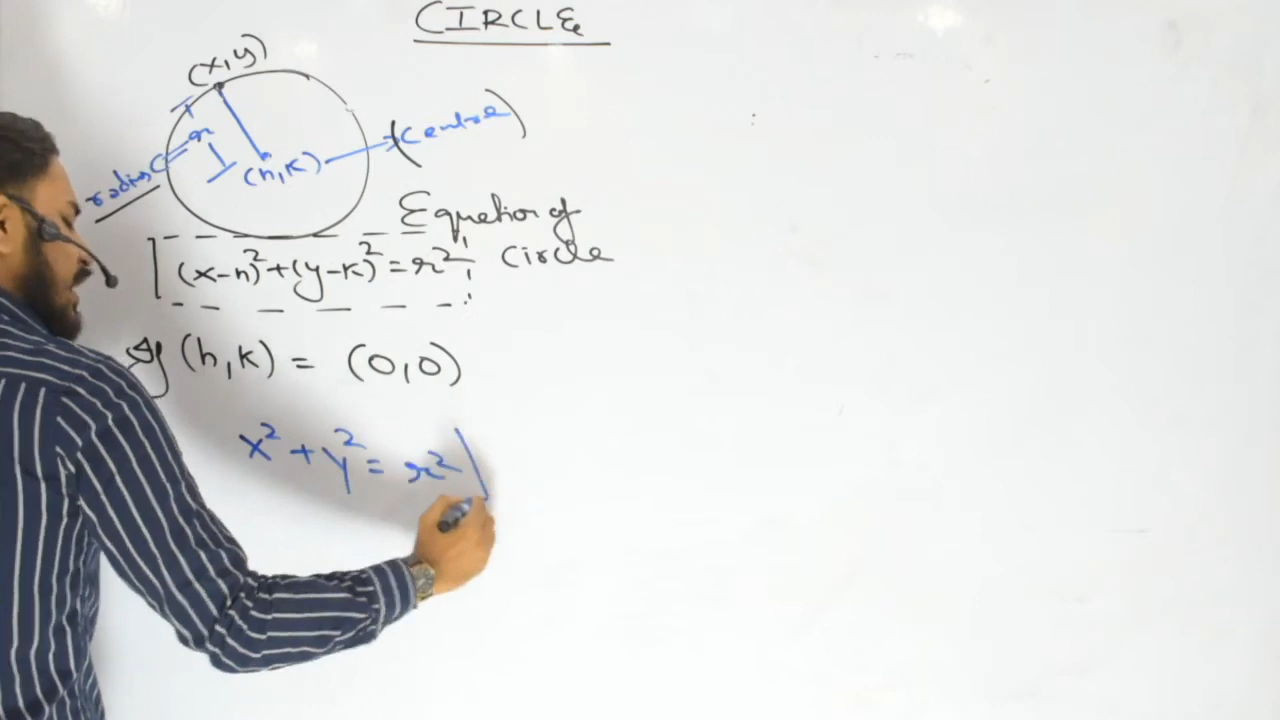 CIRCLE
(x,y)
r
radius
(h,k)
(centre)
Equation of
Circle
(x-h)²+(y-k)²=r²
If (h,k) = (0,0)
x²+y²=r²